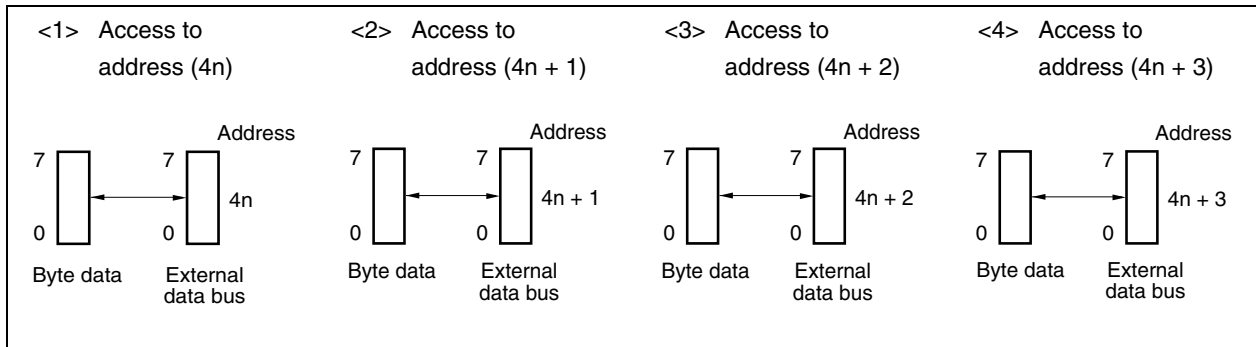 <1> Access to
address (4n)
Address
7
7
4n
0
0
Byte data
External
data bus
<2> Access to
address (4n + 1)
Address
7
7
4n + 1
0
0
Byte data
External
data bus
<3> Access to
address (4n + 2)
Address
7
7
4n + 2
0
0
Byte data
External
data bus
<4> Access to
address (4n + 3)
Address
7
7
4n + 3
0
0
Byte data
External
data bus